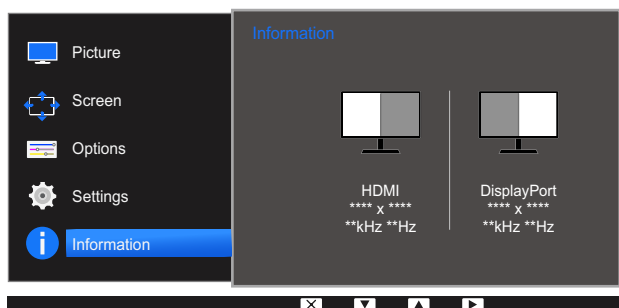 Information
Picture
Screen
Options
Settings
Information
HDMI
**** x ****
**kHz **Hz
DisplayPort
**** x ****
**kHz **Hz